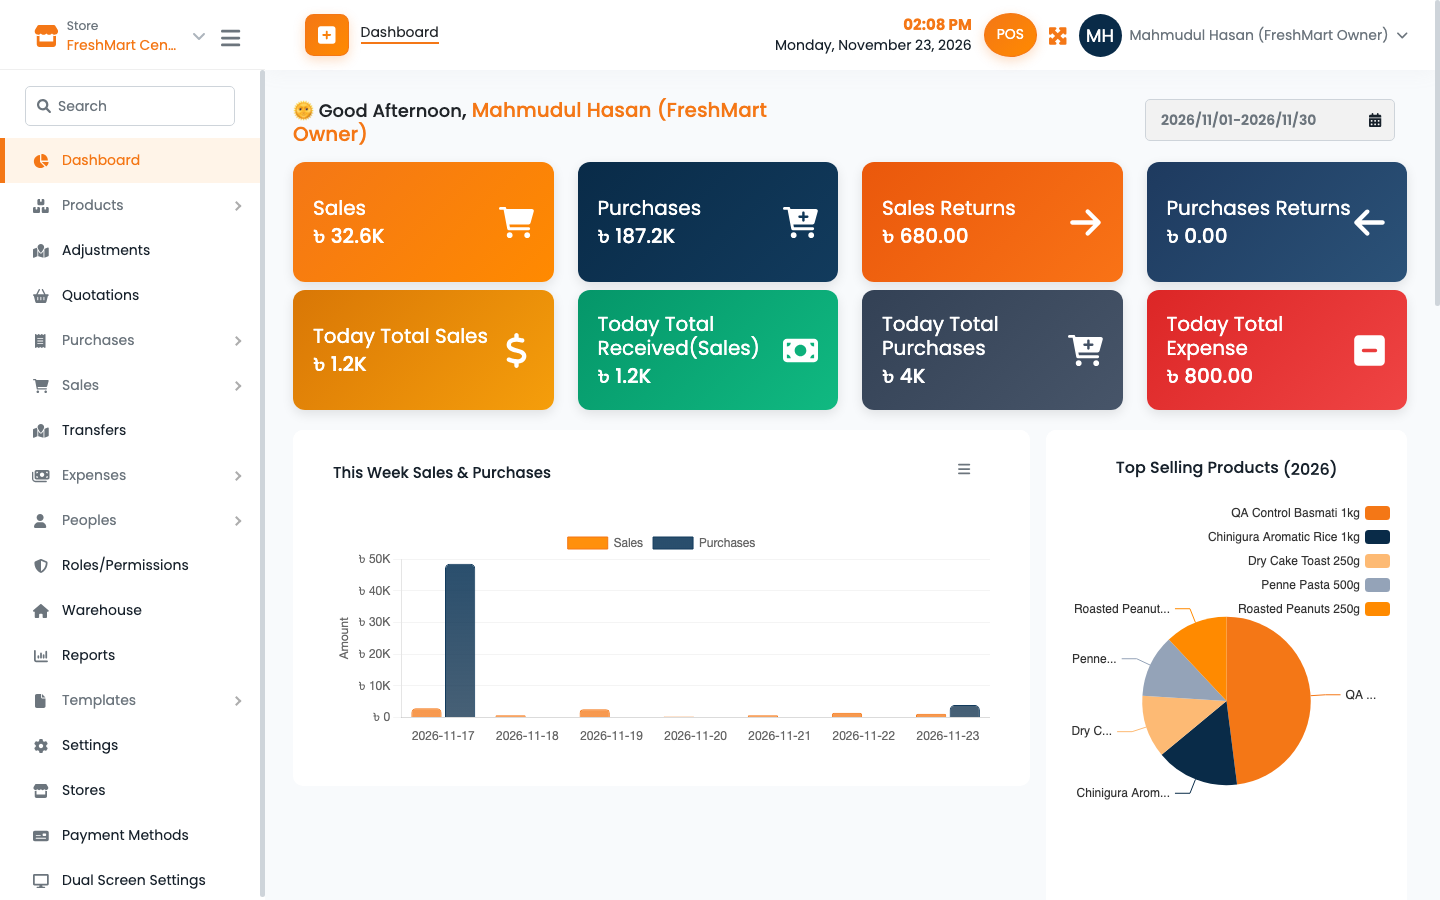 Store
FreshMart Cen...
Dashboard
02:08 PM
Monday, November 23, 2026
POS
MH
Mahmudul Hasan (FreshMart Owner)
Search
Dashboard
Products
Adjustments
Quotations
Purchases
Sales
Transfers
Expenses
Peoples
Roles/Permissions
Warehouse
Reports
Templates
Settings
Stores
Payment Methods
Dual Screen Settings
🌞 Good Afternoon, Mahmudul Hasan (FreshMart
Owner)
2026/11/01-2026/11/30
Sales
৳ 32.6K
Purchases
৳ 187.2K
Sales Returns
৳ 680.00
Purchases Returns
৳ 0.00
Today Total Sales
৳ 1.2K
Today Total
Received(Sales)
৳ 1.2K
Today Total
Purchases
৳ 4K
Today Total
Expense
৳ 800.00
This Week Sales & Purchases
Sales
Purchases
৳ 50K
৳ 40K
৳ 30K
৳ 20K
৳ 10K
৳ 0
Amount
2026-11-17
2026-11-18
2026-11-19
2026-11-20
2026-11-21
2026-11-22
2026-11-23
Top Selling Products (2026)
QA Control Basmati 1kg
Chinigura Aromatic Rice 1kg
Dry Cake Toast 250g
Penne Pasta 500g
Roasted Peanuts 250g
Roasted Peanut...
Penne...
QA ...
Dry C...
Chinigura Arom...